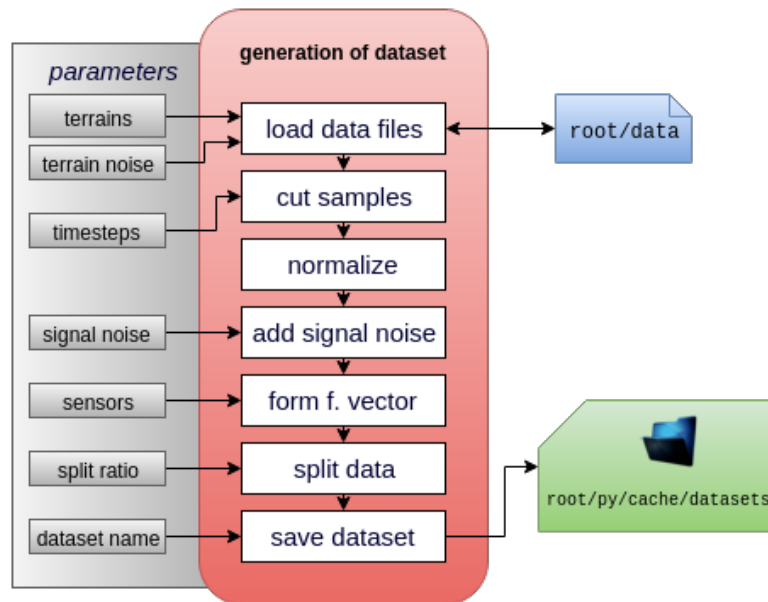 generation of dataset
parameters
terrains
load data files
root/data
terrain noise
cut samples
timesteps
normalize
signal noise
add signal noise
sensors
form f. vector
split ratio
split data
root/py/cache/datasets
dataset name
save dataset